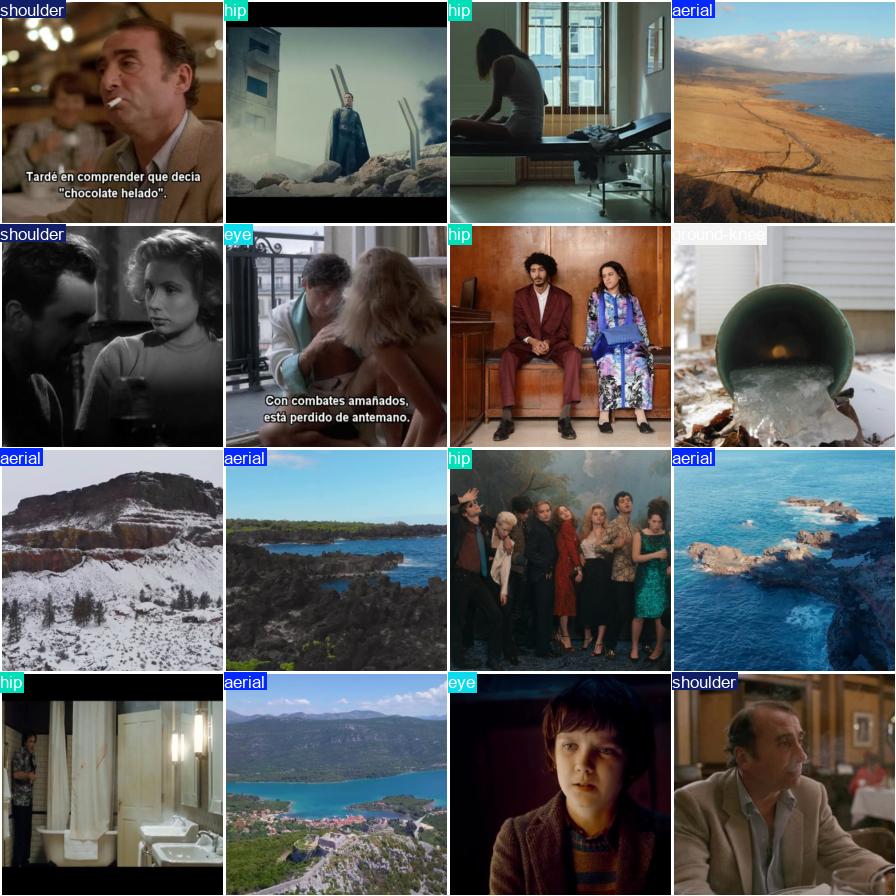 shoulder
hip
hip
aerial
Tardé en comprender que decía
"chocolate helado".
shoulder
eye
hip
ground-knee
Con combates amañados,
está perdido de antemano.
aerial
aerial
hip
aerial
hip
aerial
eye
shoulder